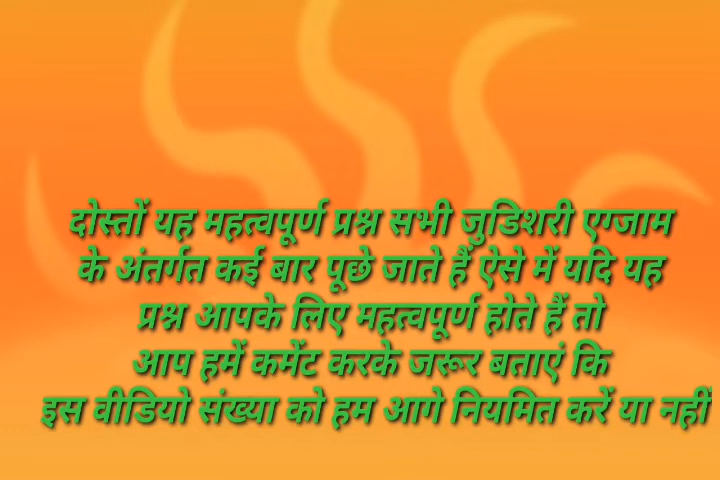 दोस्तों यह महत्वपूर्ण प्रश्न सभी जुडिशरी एग्जाम
के अंतर्गत कई बार पूछे जाते हैं ऐसे में यदि यह
प्रश्न आपके लिए महत्वपूर्ण होते हैं तो
आप हमें कमेंट करके जरूर बताएं कि
इस वीडियो संख्या को हम आगे नियमित करें या नहीं